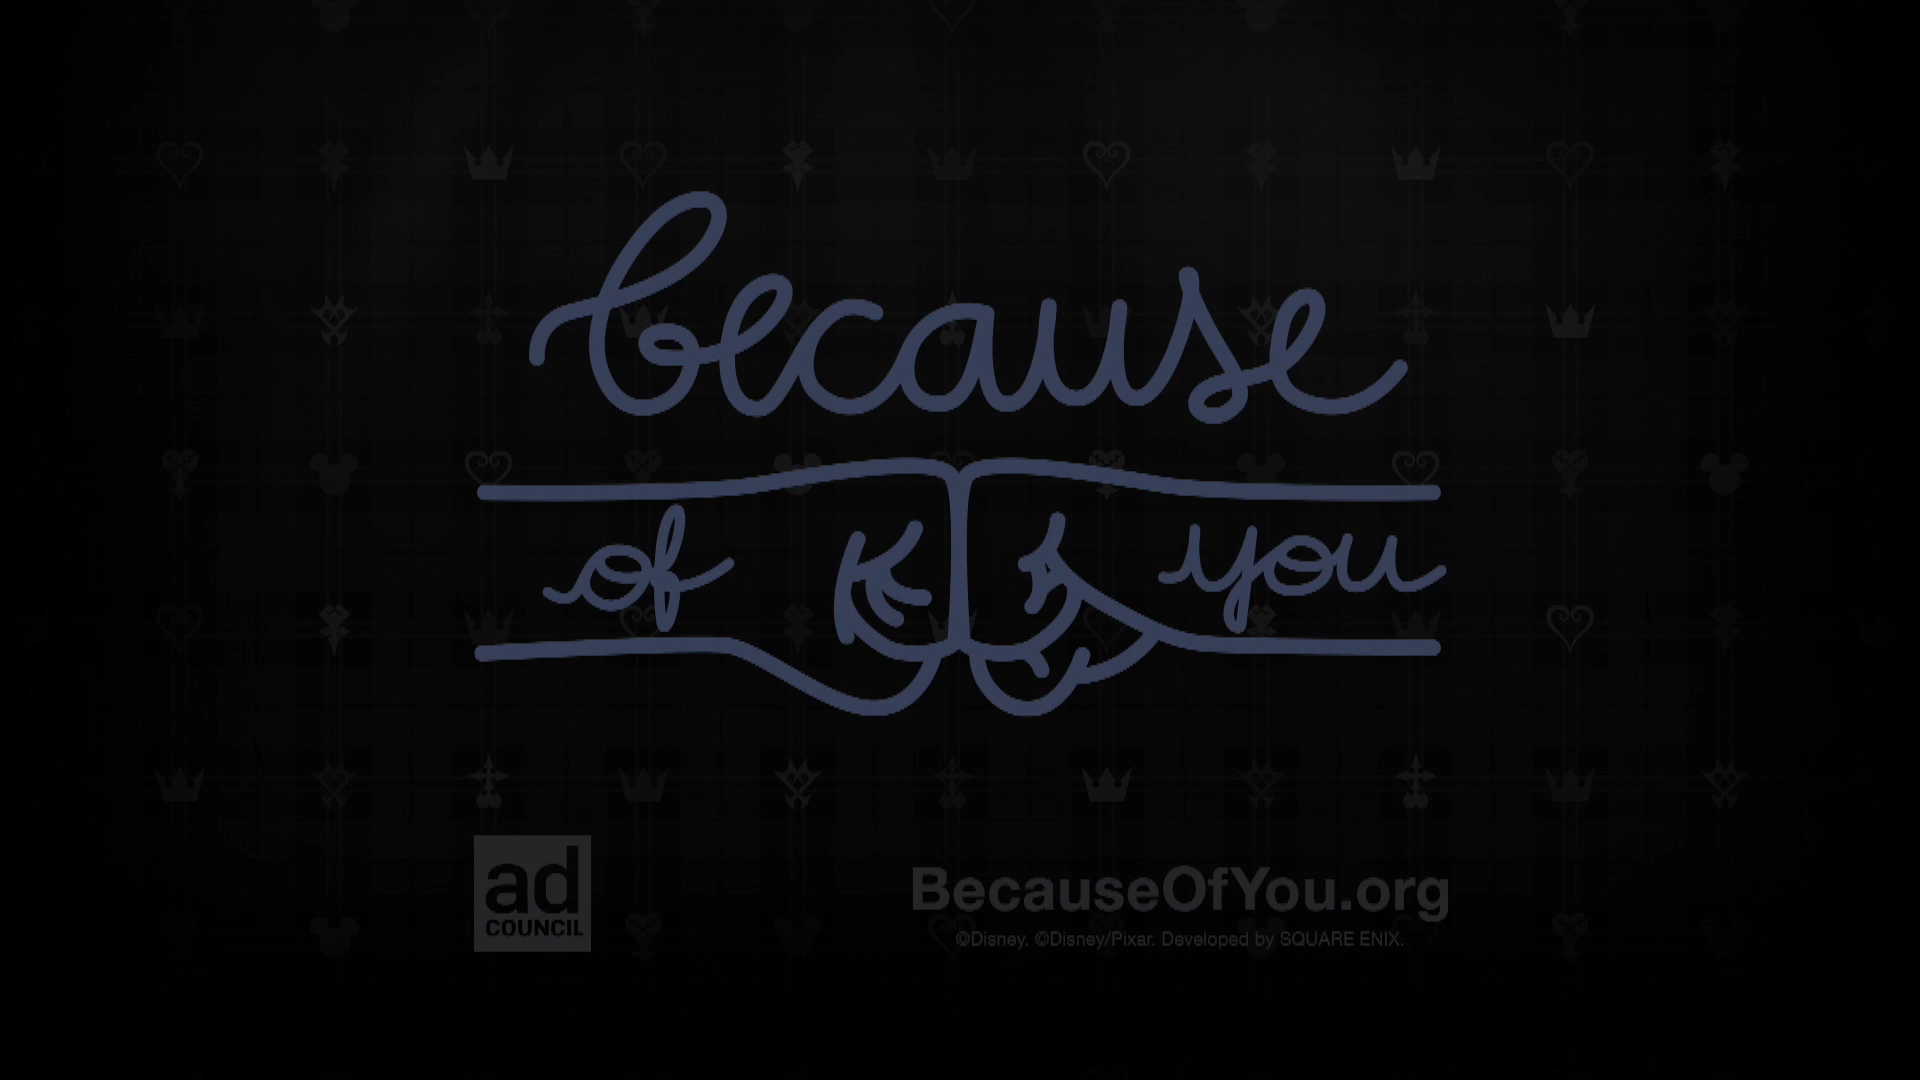 because
of you
ad
COUNCIL
BecauseOfYou.org
©Disney. ©Disney/Pixar. Developed by SQUARE ENIX.